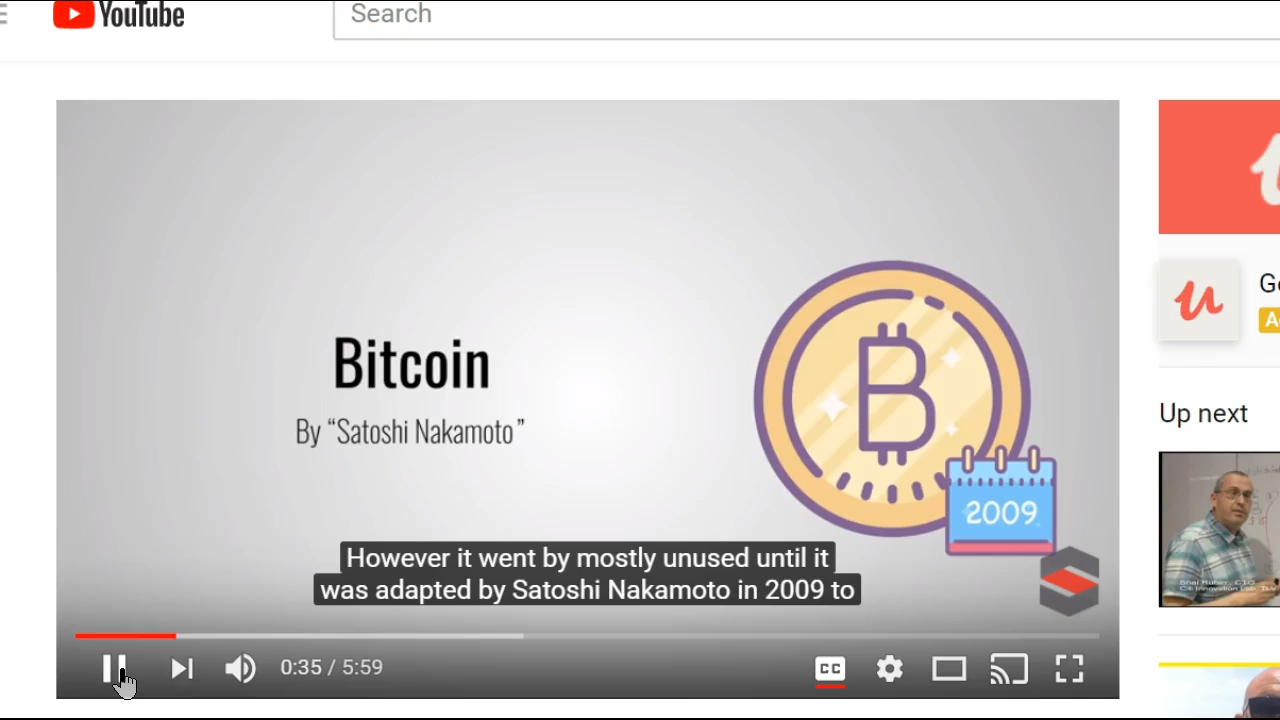 YouTube
Search
Bitcoin
By “Satoshi Nakamoto”
2009
However it went by mostly unused until it
was adapted by Satoshi Nakamoto in 2009 to
0:35 / 5:59
CC
u
G
A
Up next